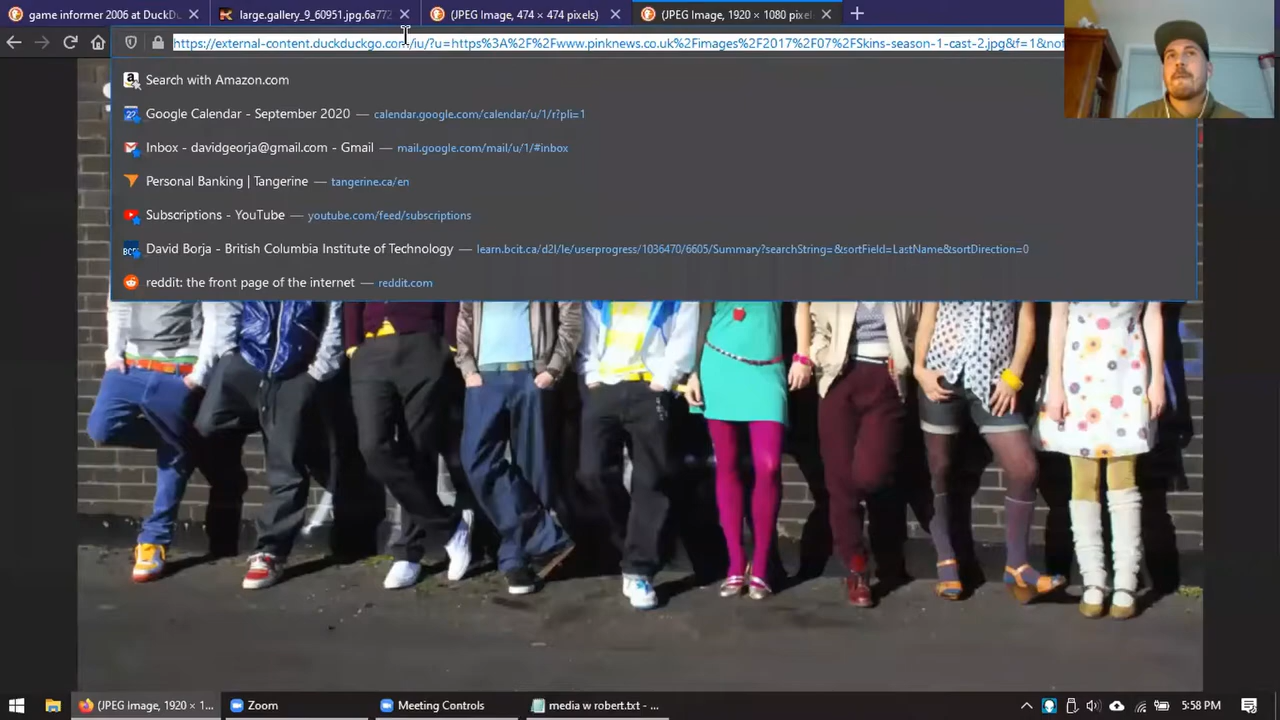 game informer 2006 at DuckD
large.gallery_9_60951.jpg.6a772
(JPEG Image, 474 × 474 pixels)
(JPEG Image, 1920 × 1080 pixel
https://external-content.duckduckgo.com/iu/?u=https%3A%2F%2Fwww.pinknews.co.uk%2Fimages%2F2017%2F07%2FSkins-season-1-cast-2.jpg&f=1&nof
Search with Amazon.com
Google Calendar - September 2020 — calendar.google.com/calendar/u/1/r?pli=1
Inbox - davidgeorja@gmail.com - Gmail — mail.google.com/mail/u/1/#inbox
Personal Banking | Tangerine — tangerine.ca/en
Subscriptions - YouTube — youtube.com/feed/subscriptions
BCIT David Borja - British Columbia Institute of Technology — learn.bcit.ca/d2l/le/userprogress/1036470/6605/Summary?searchString=&sortField=LastName&sortDirection=0
reddit: the front page of the internet — reddit.com
(JPEG Image, 1920 × 1...
Zoom
Meeting Controls
media w robert.txt - ...
5:58 PM